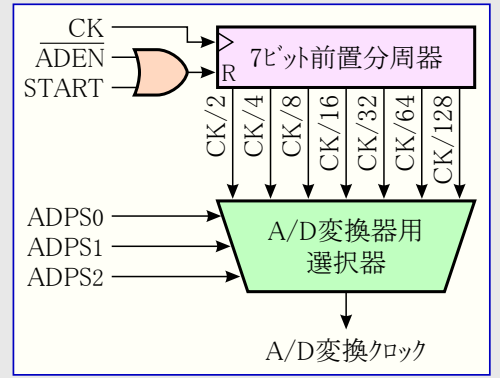 CK
ADEN
START
R
7ビット前置分周器
CK/2
CK/4
CK/8
CK/16
CK/32
CK/64
CK/128
ADPS0
ADPS1
ADPS2
A/D変換器用
選択器
A/D変換クロック